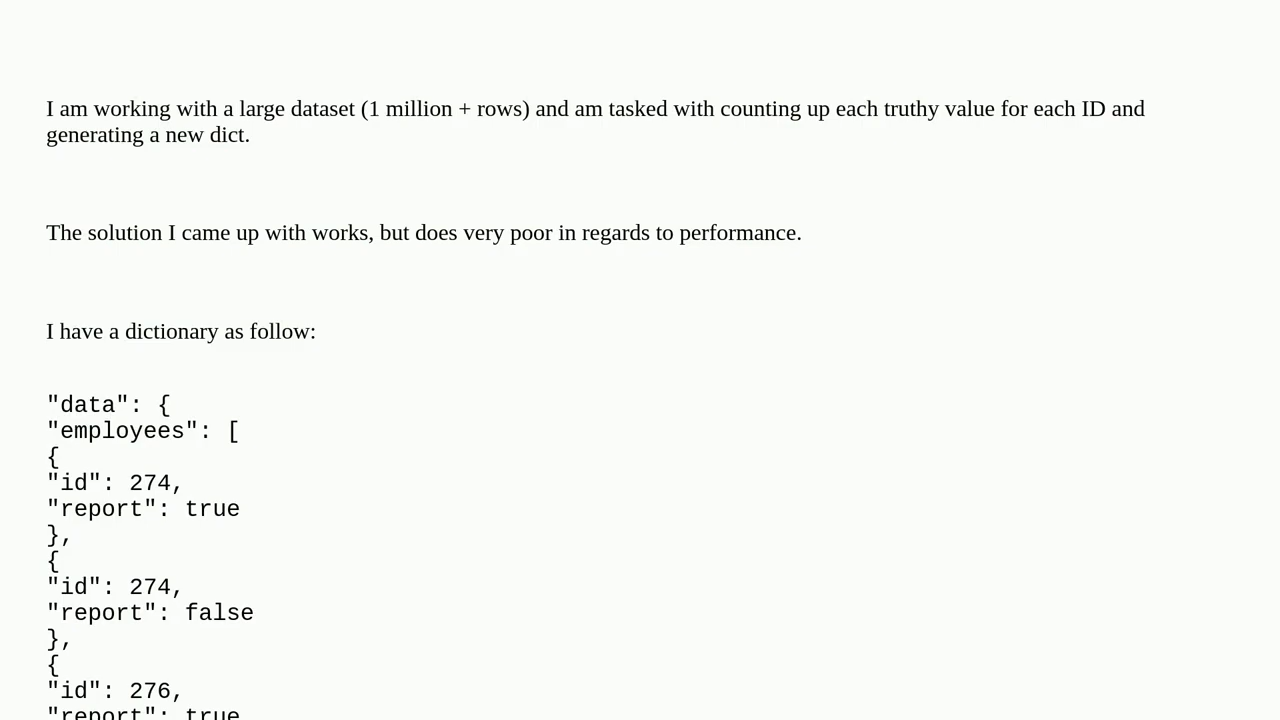 I am working with a large dataset (1 million + rows) and am tasked with counting up each truthy value for each ID and
generating a new dict.
The solution I came up with works, but does very poor in regards to performance.
I have a dictionary as follow:
"data": {
"employees": [
{
"id": 274,
"report": true
},
{
"id": 274,
"report": false
},
{
"id": 276,
"report": true